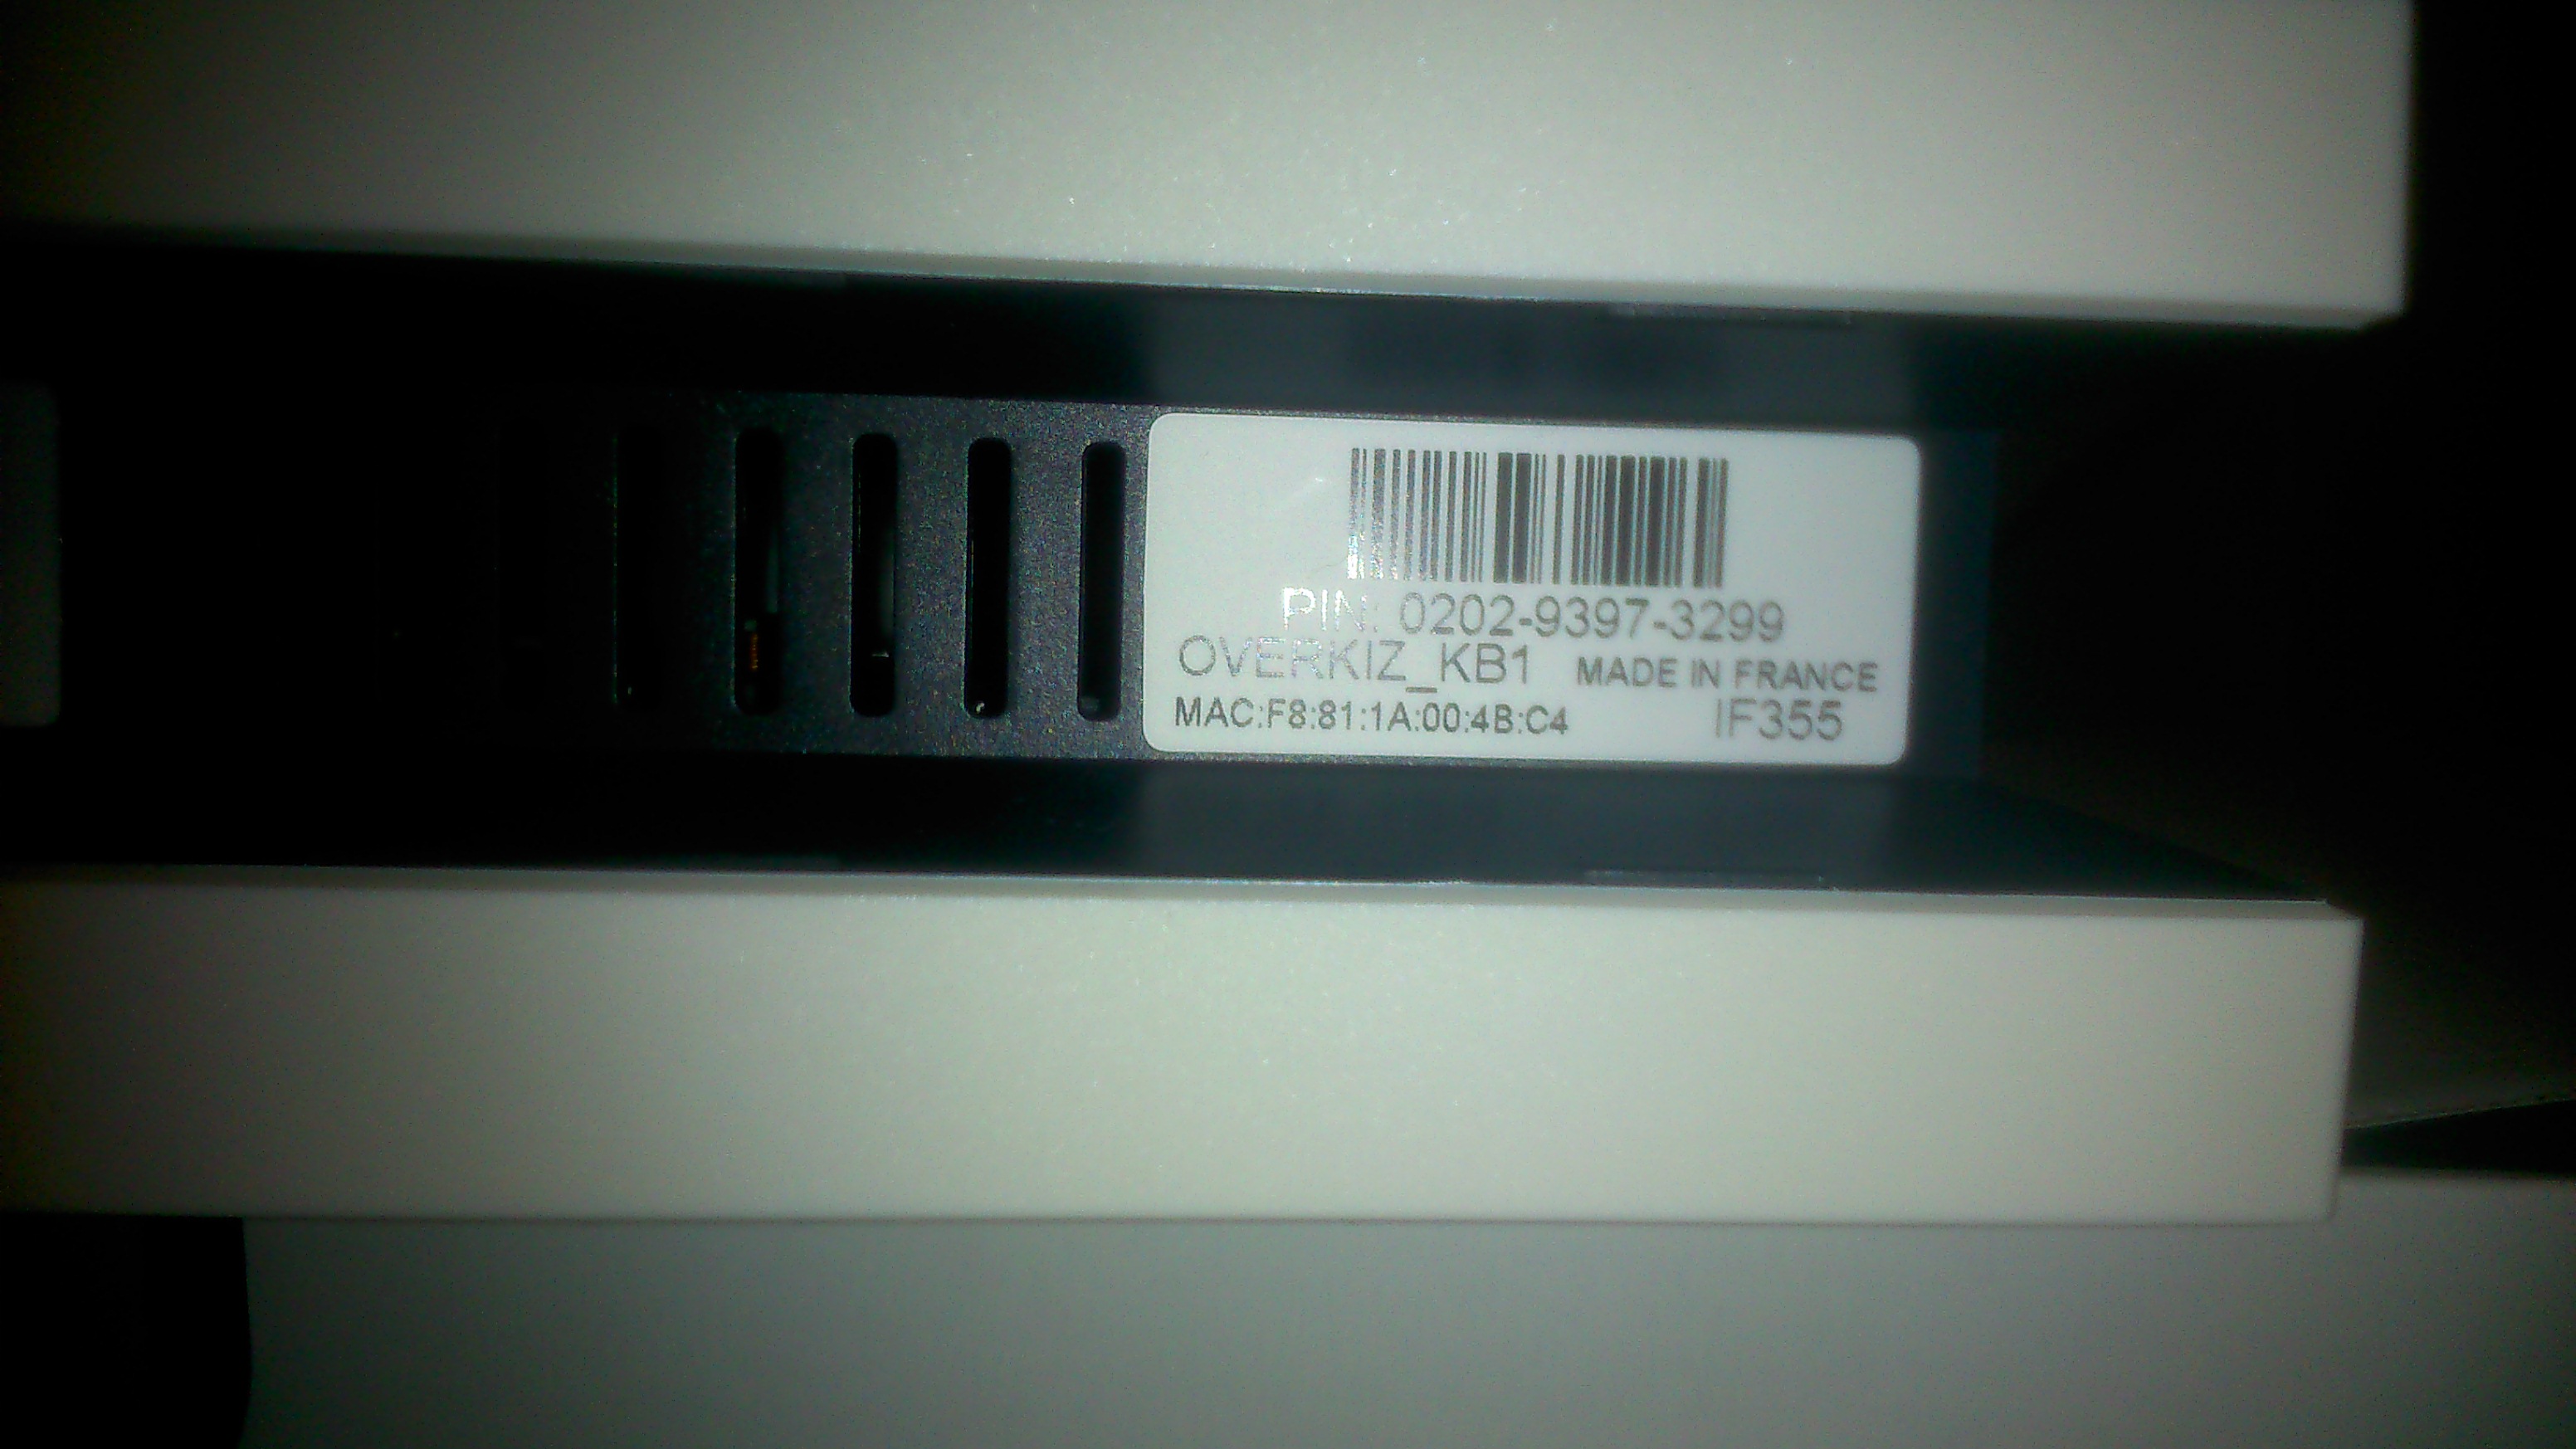 PIN: 0202-9397-3299
OVERKIZ_KB1 MADE IN FRANCE
MAC:F8:81:1A:00:4B:C4 IF355